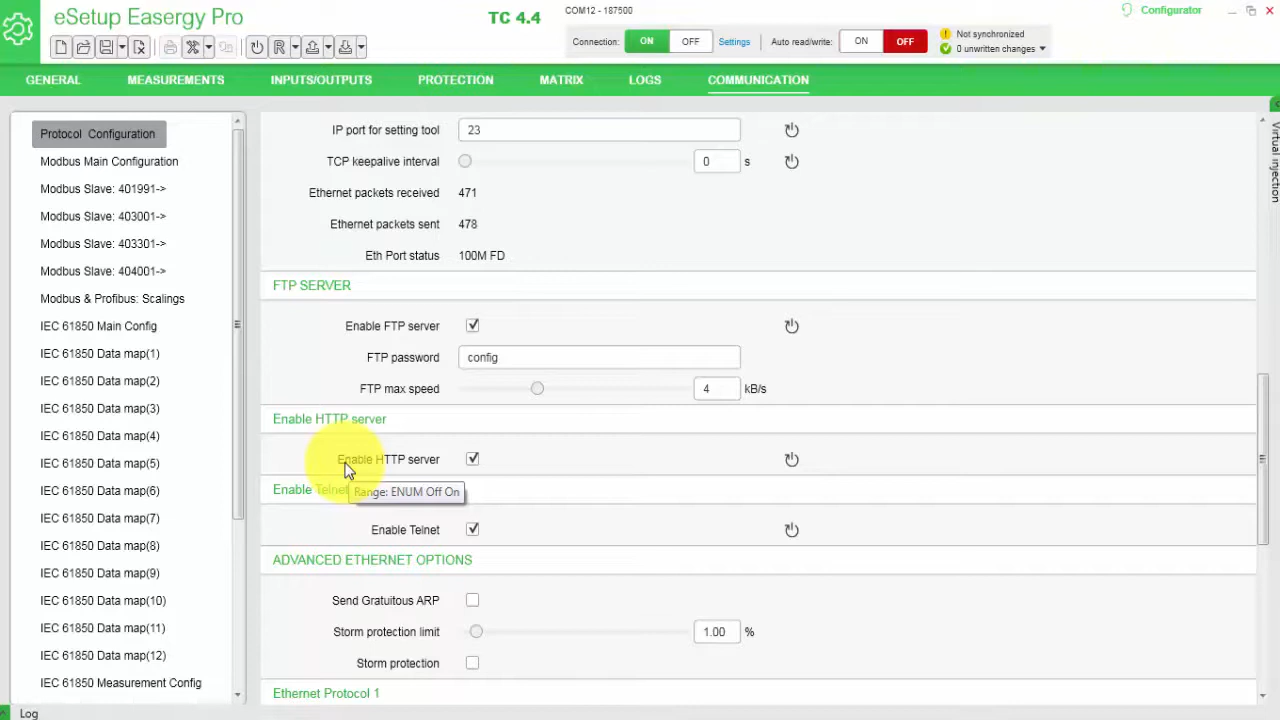 eSetup Easergy Pro
TC 4.4
COM12 - 187500
Configurator
Connection: ON OFF Settings Auto read/write: ON OFF
Not synchronized
0 unwritten changes
GENERAL MEASUREMENTS INPUTS/OUTPUTS PROTECTION MATRIX LOGS COMMUNICATION
Protocol Configuration
Modbus Main Configuration
Modbus Slave: 401991->
Modbus Slave: 403001->
Modbus Slave: 403301->
Modbus Slave: 404001->
Modbus & Profibus: Scalings
IEC 61850 Main Config
IEC 61850 Data map(1)
IEC 61850 Data map(2)
IEC 61850 Data map(3)
IEC 61850 Data map(4)
IEC 61850 Data map(5)
IEC 61850 Data map(6)
IEC 61850 Data map(7)
IEC 61850 Data map(8)
IEC 61850 Data map(9)
IEC 61850 Data map(10)
IEC 61850 Data map(11)
IEC 61850 Data map(12)
IEC 61850 Measurement Config
IP port for setting tool 23
TCP keepalive interval 0 s
Ethernet packets received 471
Ethernet packets sent 478
Eth Port status 100M FD
FTP SERVER
Enable FTP server
FTP password config
FTP max speed 4 kB/s
Enable HTTP server
Enable HTTP server
Enable Telnet
Range: ENUM Off On
Enable Telnet
ADVANCED ETHERNET OPTIONS
Send Gratuitous ARP
Storm protection limit 1.00 %
Storm protection
Ethernet Protocol 1
Virtual injection
Log